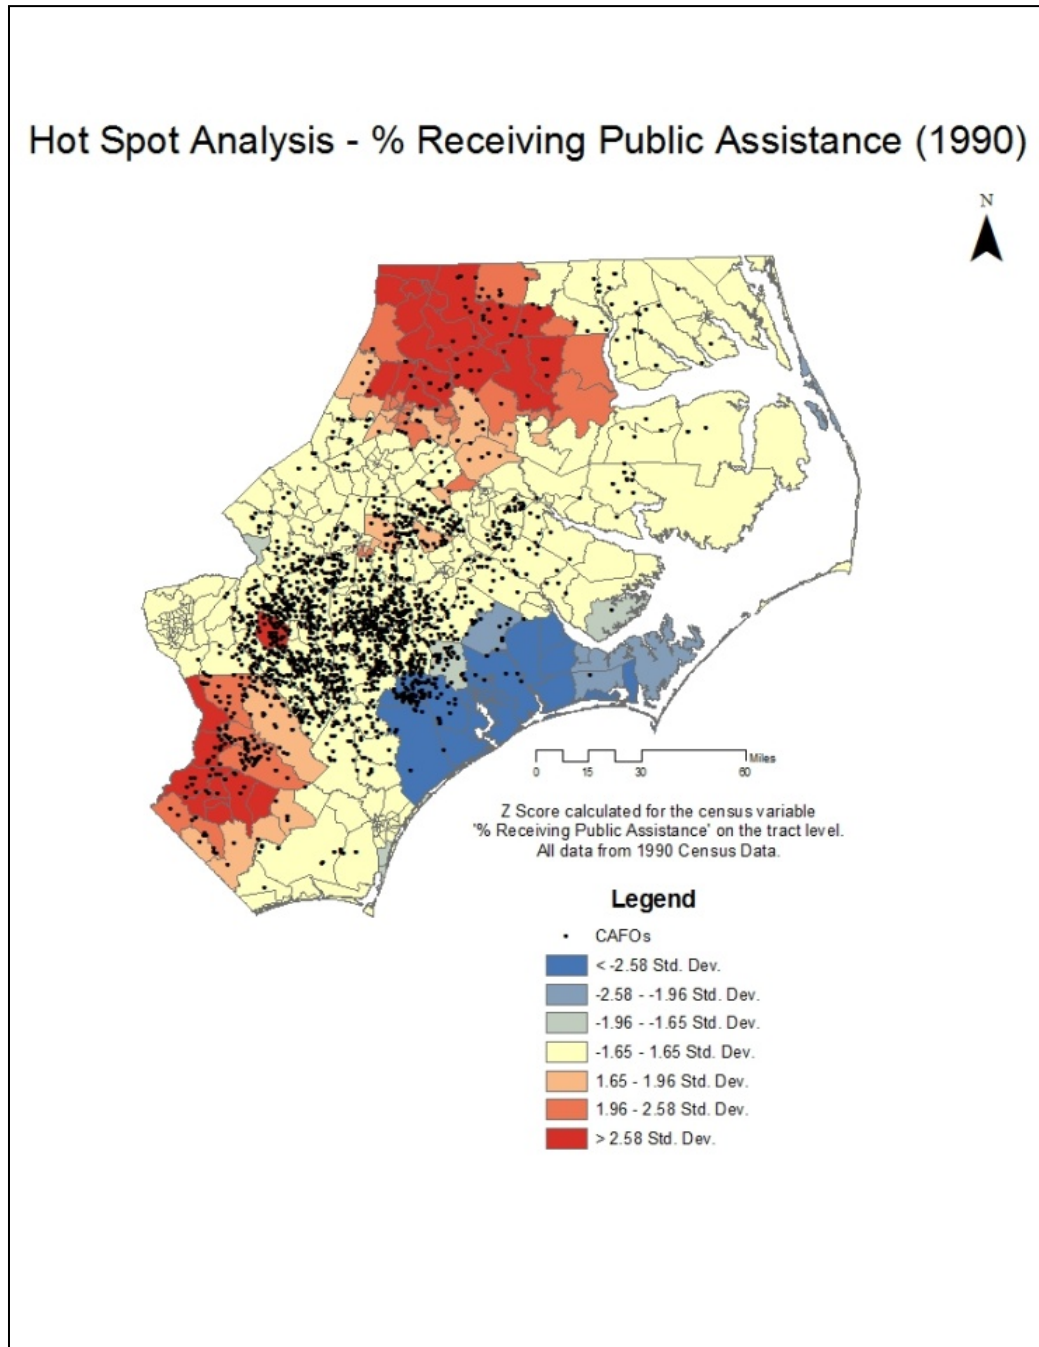 Hot Spot Analysis - % Receiving Public Assistance (1990)
N
Miles
0 15 30 60
Z Score calculated for the census variable
'% Receiving Public Assistance' on the tract level.
All data from 1990 Census Data.
Legend
CAFOs
< -2.58 Std. Dev.
-2.58 - -1.96 Std. Dev.
-1.96 - -1.65 Std. Dev.
-1.65 - 1.65 Std. Dev.
1.65 - 1.96 Std. Dev.
1.96 - 2.58 Std. Dev.
> 2.58 Std. Dev.